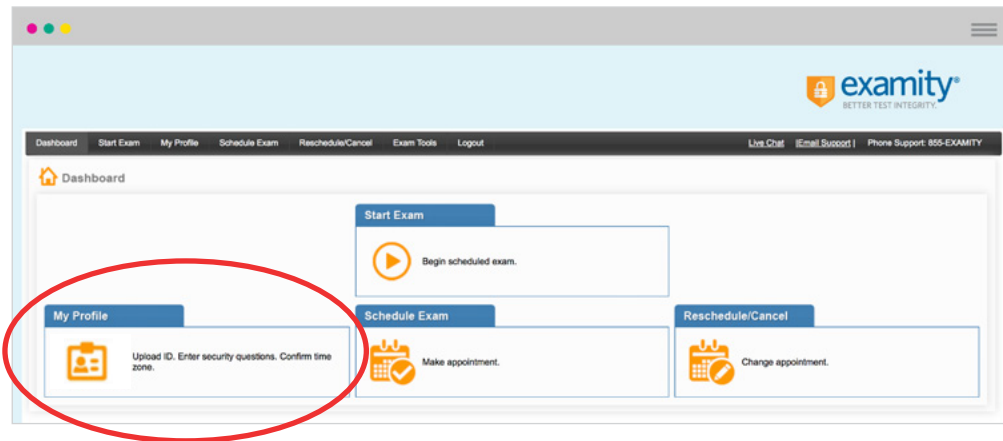 examity®
BETTER TEST INTEGRITY.
Dashboard Start Exam My Profile Schedule Exam Reschedule/Cancel Exam Tools Logout Live Chat |Email Support| Phone Support: 855-EXAMITY
Dashboard
Start Exam
Begin scheduled exam.
My Profile
Upload ID. Enter security questions. Confirm time
zone.
Schedule Exam
Make appointment.
Reschedule/Cancel
Change appointment.